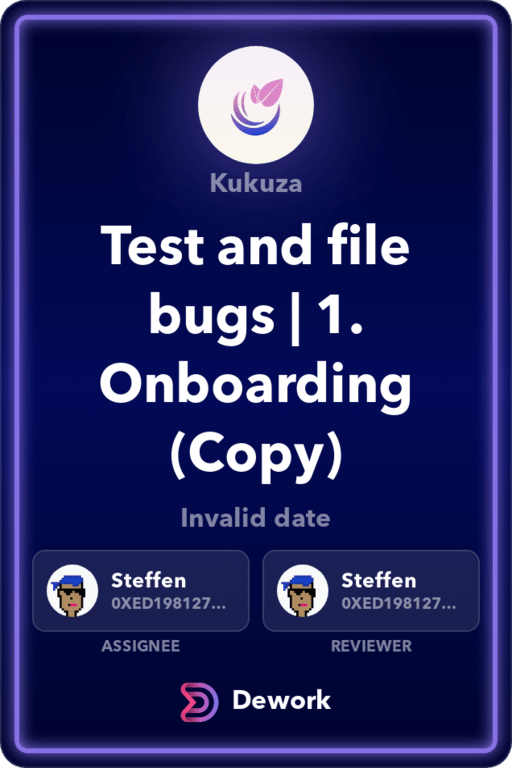 Kukuza
Test and file
bugs | 1.
Onboarding
(Copy)
Invalid date
Steffen
0XED198127...
Steffen
0XED198127...
ASSIGNEE
REVIEWER
Dework